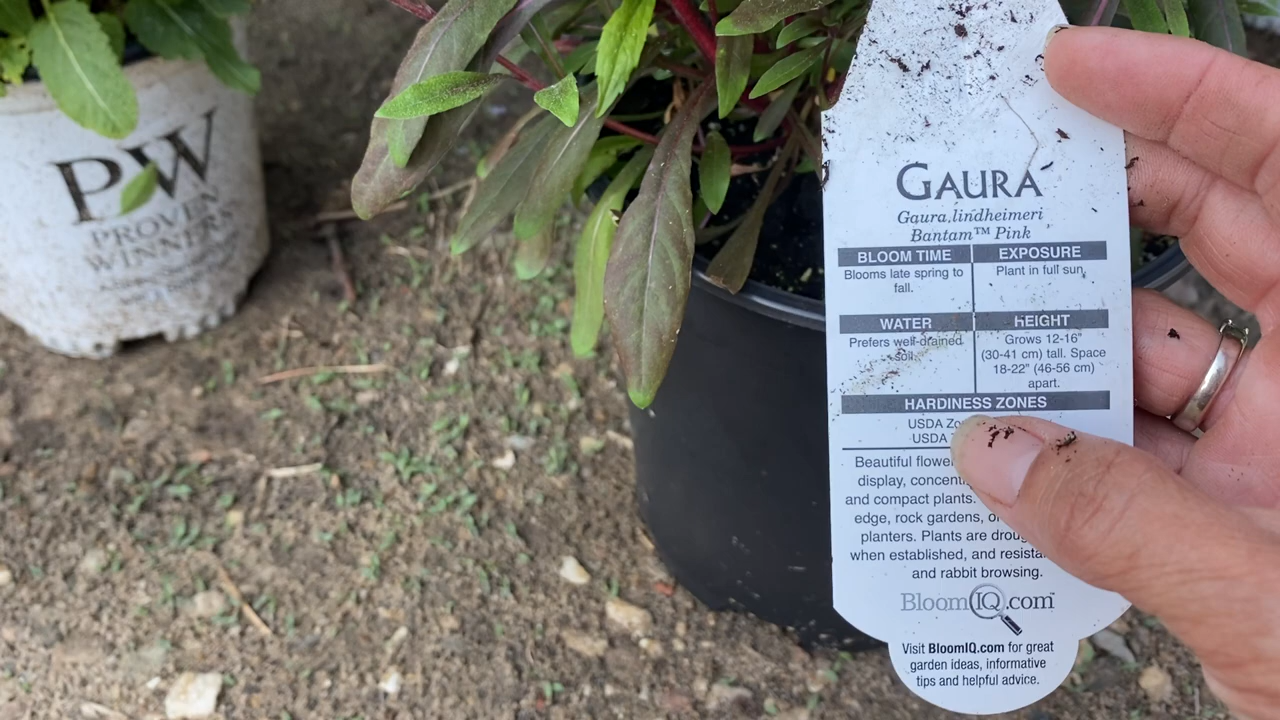 PW
PROVEN
WINNERS
GAURA
Gaura lindheimeri
Bantam™ Pink
BLOOM TIME
Blooms late spring to
fall.
EXPOSURE
Plant in full sun.
WATER
Prefers well-drained
soil.
HEIGHT
Grows 12-16"
(30-41 cm) tall. Space
18-22" (46-56 cm)
apart.
HARDINESS ZONES
USDA
USDA
Beautiful
display,
and compact plants.
edge, rock gardens,
planters. Plants are
when established, and
and rabbit browsing.
BloomIQ.com
Visit BloomIQ.com for great
garden ideas, informative
tips and helpful advice.